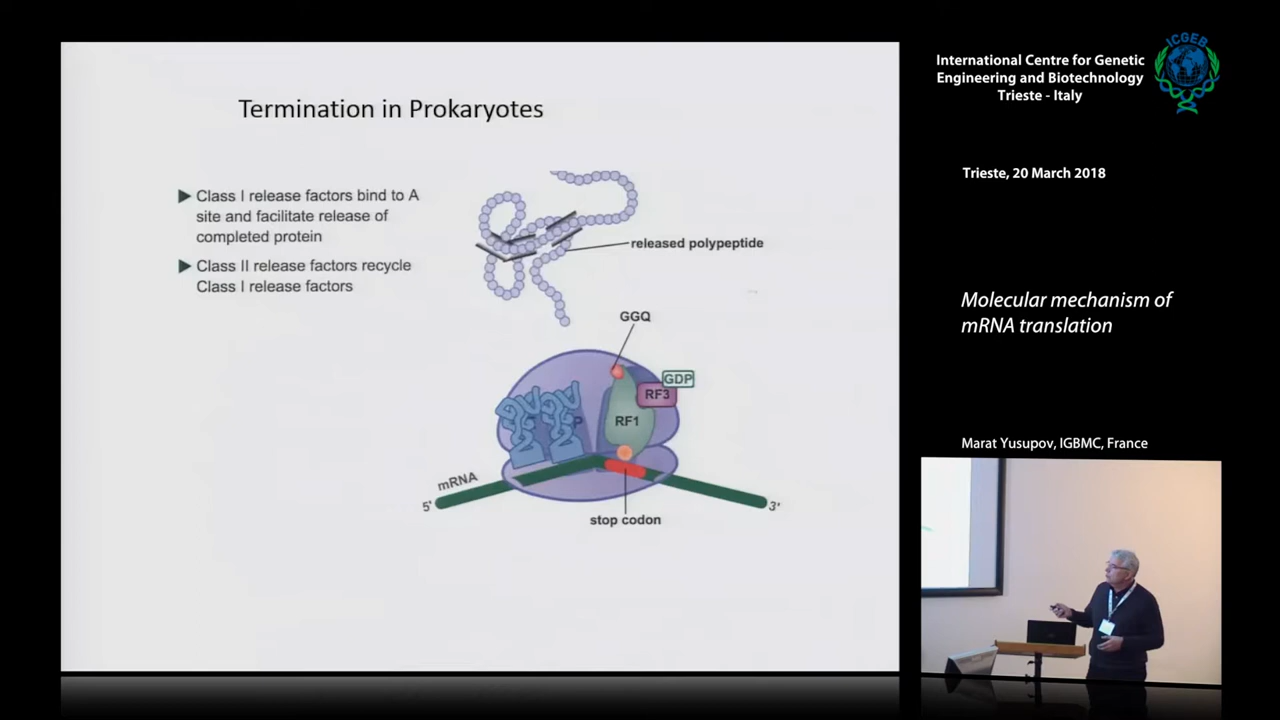 Termination in Prokaryotes
Class I release factors bind to A
site and facilitate release of
completed protein
Class II release factors recycle
Class I release factors
released polypeptide
GGQ
GDP
RF3
RF1
P
mRNA
5'
3'
stop codon
ICGEB
International Centre for Genetic
Engineering and Biotechnology
Trieste - Italy
Trieste, 20 March 2018
Molecular mechanism of
mRNA translation
Marat Yusupov, IGBMC, France